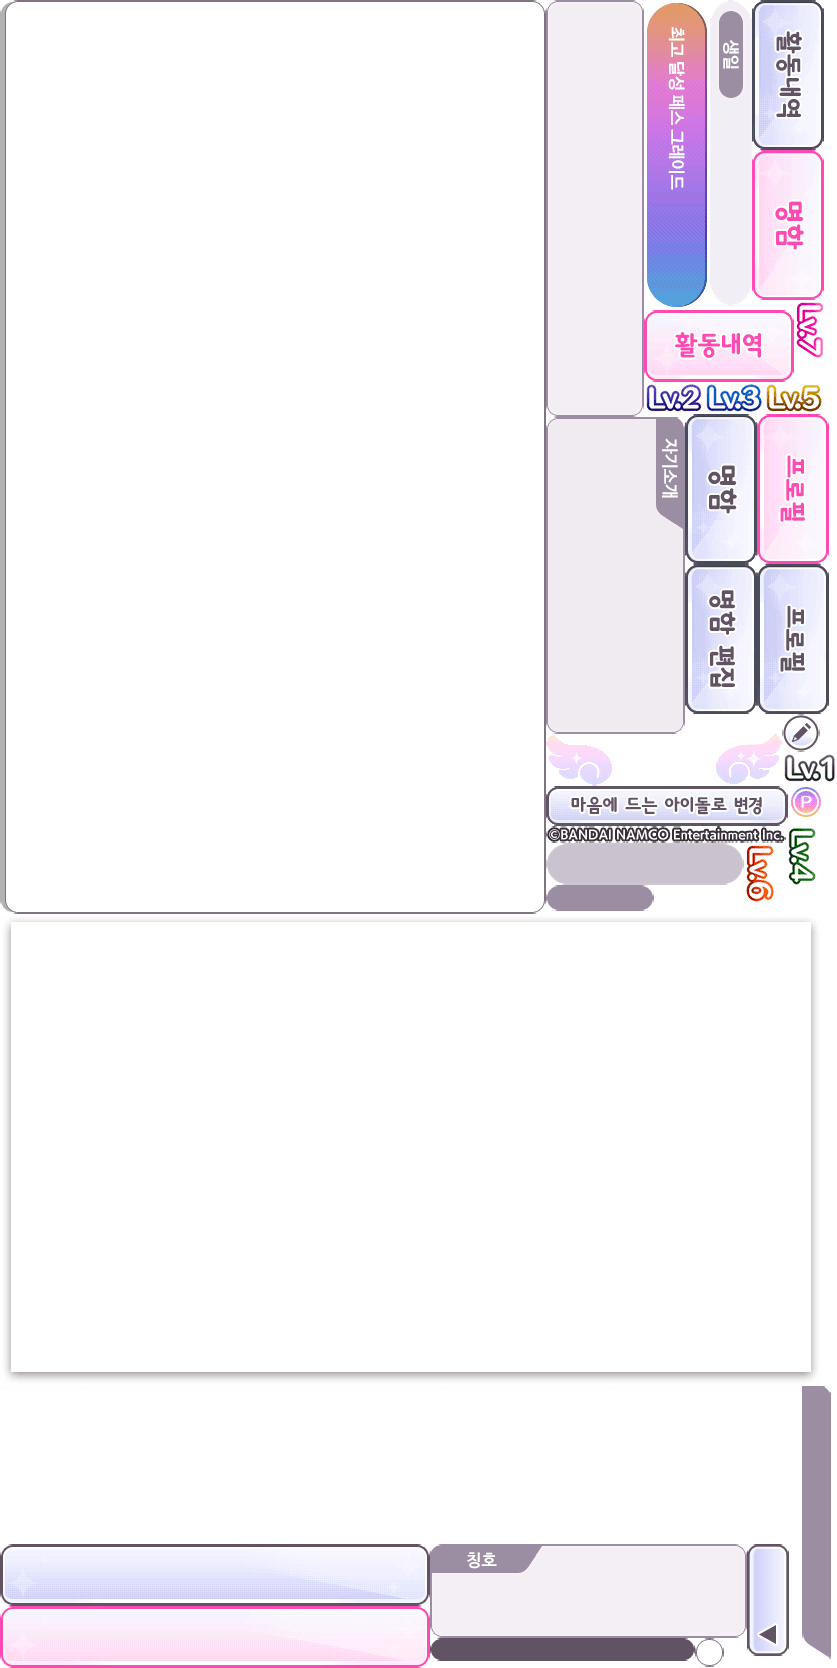 활동내역
생일
최고 달성 페스 그레이드
명함
Lv.7
활동내역
Lv.2
Lv.3
Lv.5
자기소개
명함
프로필
명함 편집
프로필
Lv.1
마음에 드는 아이돌로 변경
P
©BANDAI NAMCO Entertainment Inc.
Lv.4
Lv.6
칭호